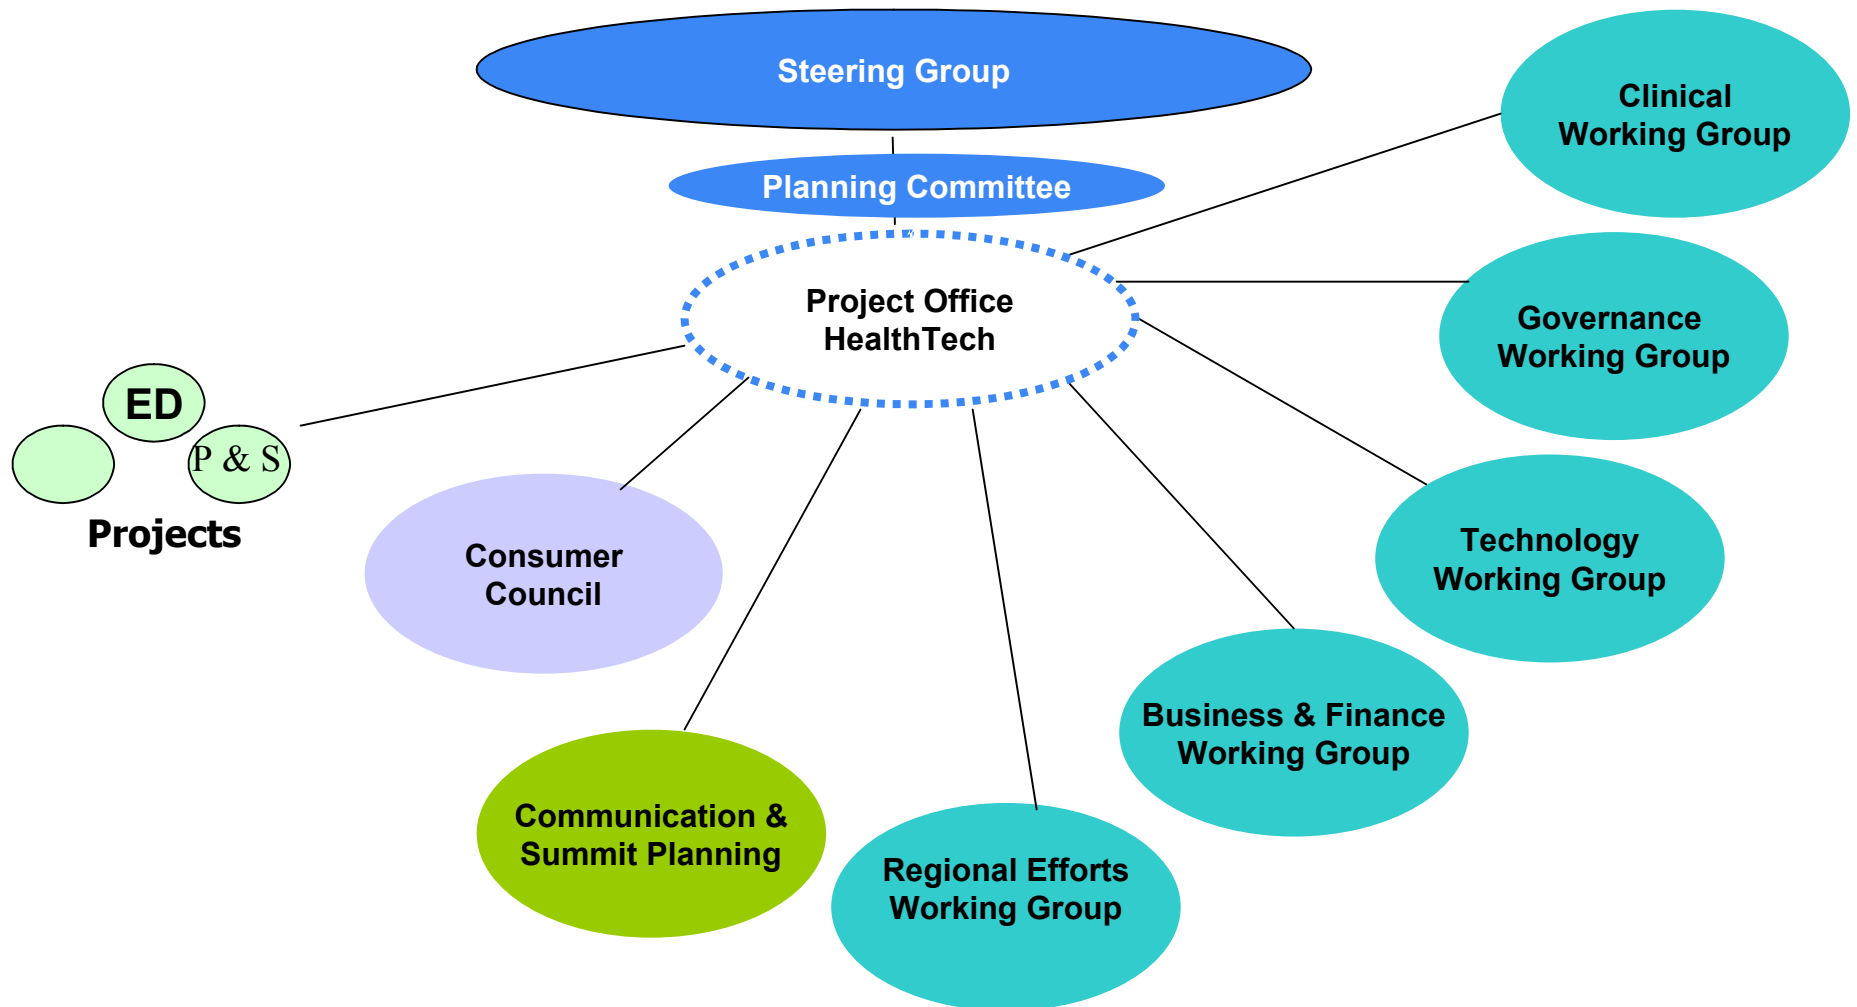 Steering Group
Planning Committee
Clinical
Working Group
Project Office
HealthTech
Governance
Working Group
ED
P & S
Projects
Consumer
Council
Technology
Working Group
Business & Finance
Working Group
Communication &
Summit Planning
Regional Efforts
Working Group